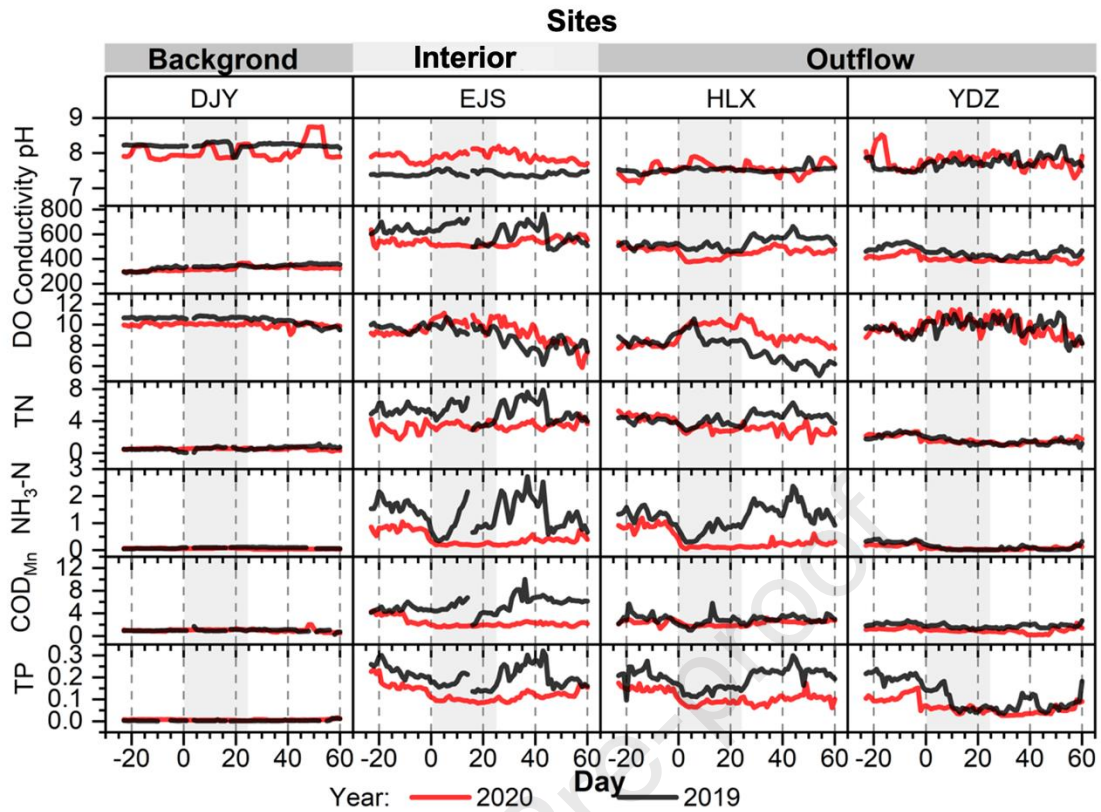 Sites
Backgrond Interior Outflow
DJY EJS HLX YDZ
pH
9
8
7
Conductivity
800
600
400
200
DO
12
10
8
6
TN
8
4
0
NH3-N
3
2
1
0
CODMn
12
8
4
0
TP
0.3
0.2
0.1
0.0
-20 0 20 40 60 -20 0 20 40 60 -20 0 20 40 60 -20 0 20 40 60
Day
Year: 2020 2019
pre-proof